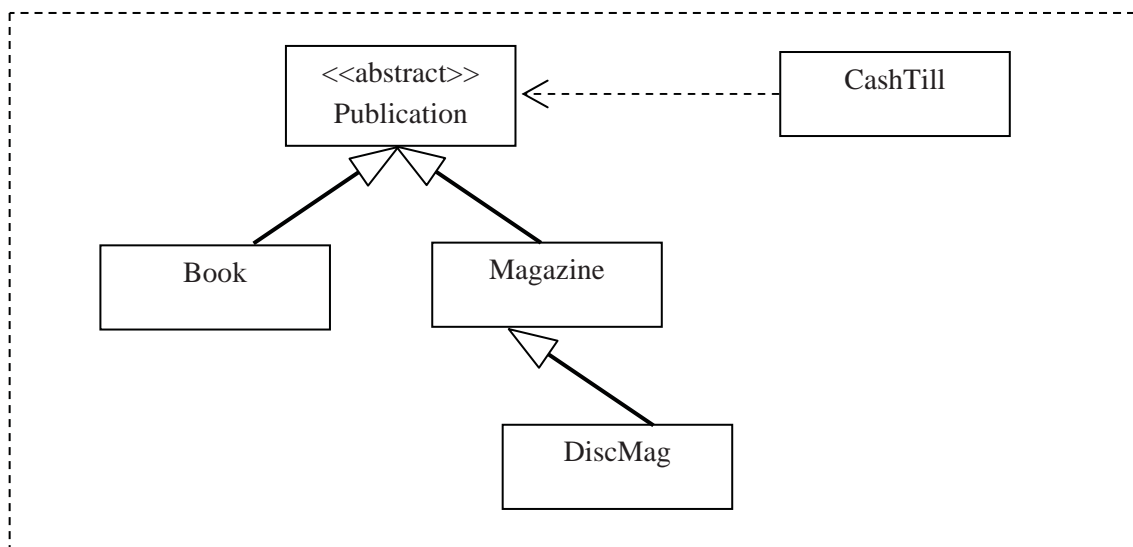 <<abstract>>
Publication
CashTill
Book
Magazine
DiscMag